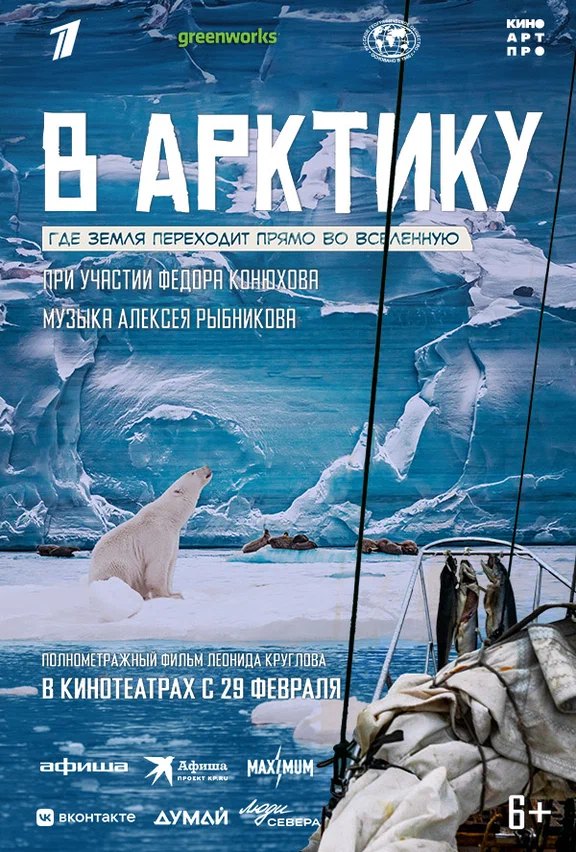 1
greenworks
КИНО
АРТ
ПРО
В АРКТИКУ
ГДЕ ЗЕМЛЯ ПЕРЕХОДИТ ПРЯМО ВО ВСЕЛЕННУЮ
ПРИ УЧАСТИИ ФЕДОРА КОНЮХОВА
МУЗЫКА АЛЕКСЕЯ РЫБНИКОВА
ПОЛНОМЕТРАЖНЫЙ ФИЛЬМ ЛЕОНИДА КРУГЛОВА
В КИНОТЕАТРАХ С 29 ФЕВРАЛЯ
афиша
Афиша
ПРОЕКТ KP.RU
MAXIMUM
вконтакте
ДУМАЙ
Люди
СЕВЕРА
6+